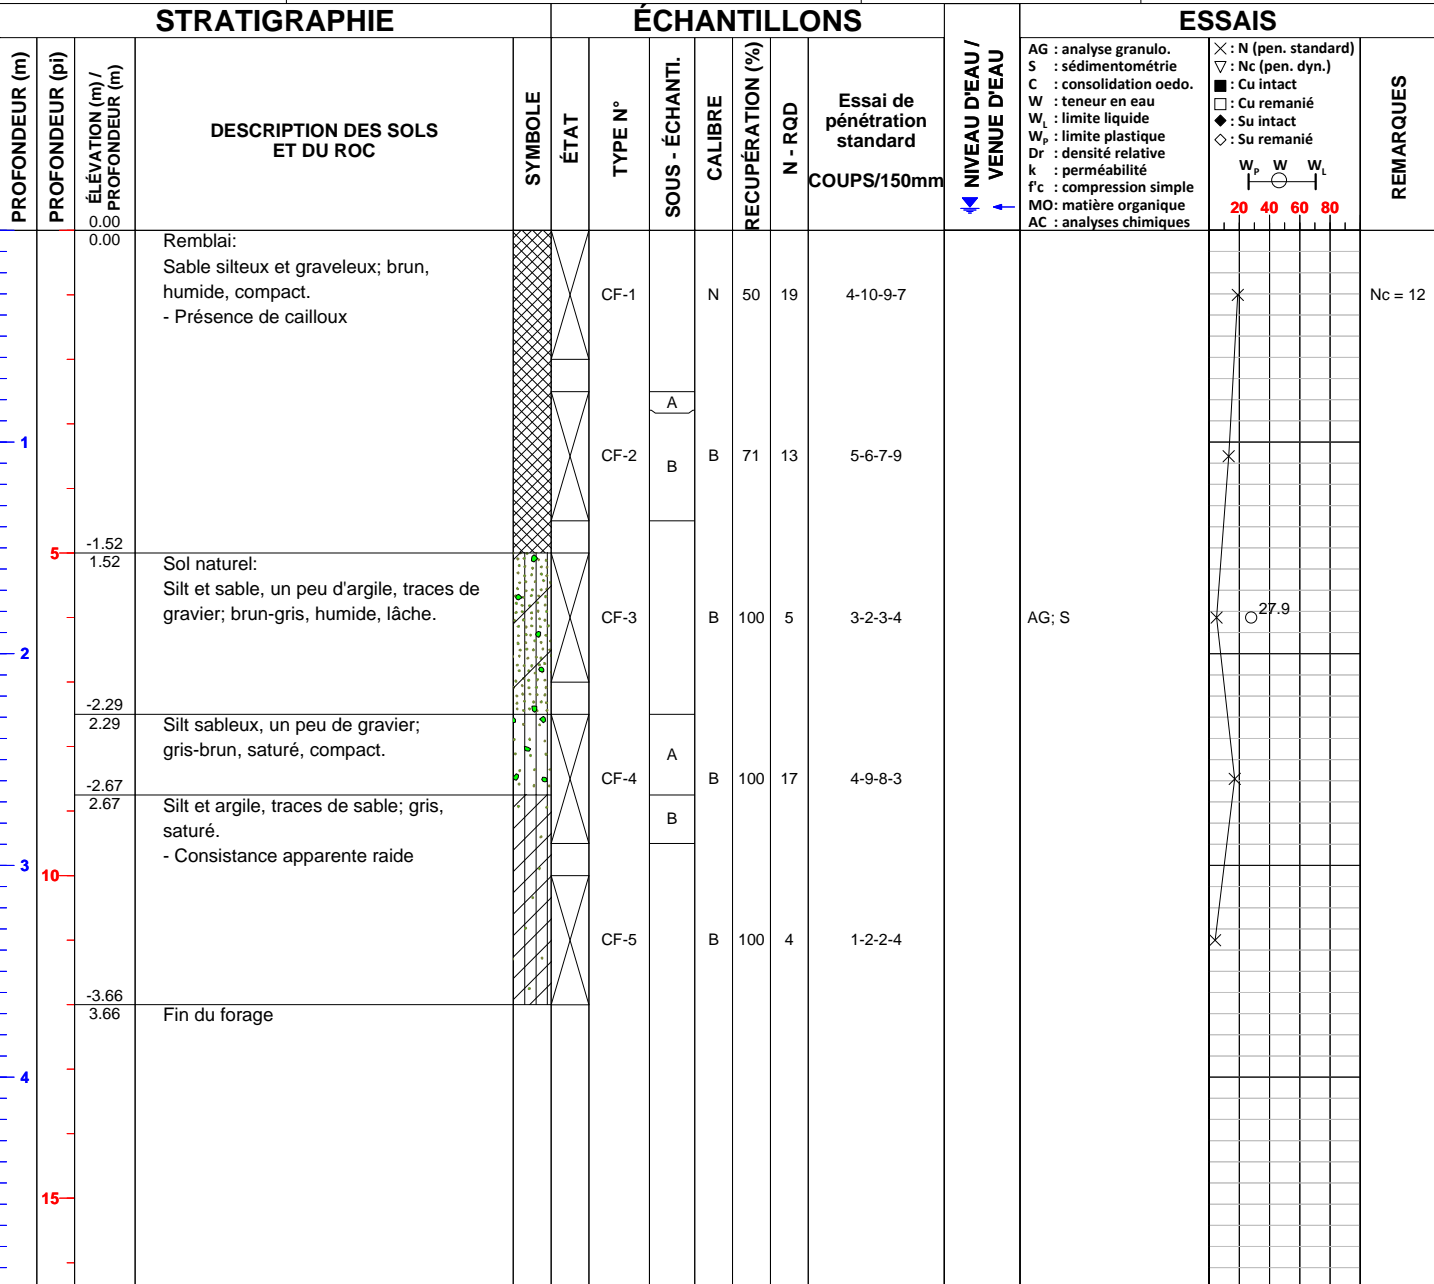 STRATIGRAPHIE
ÉCHANTILLONS
ESSAIS
PROFONDEUR (m)
PROFONDEUR (pi)
ÉLÉVATION (m) /
PROFONDEUR (m)
DESCRIPTION DES SOLS
ET DU ROC
SYMBOLE
ÉTAT
TYPE N°
SOUS - ÉCHANTI.
CALIBRE
RECUPÉRATION (%)
N - RQD
Essai de
pénétration
standard
COUPS/150mm
NIVEAU D'EAU /
VENUE D'EAU
AG : analyse granulo.
S : sédimentométrie
C : consolidation oedo.
W : teneur en eau
WL : limite liquide
WP : limite plastique
Dr : densité relative
k : perméabilité
f'c : compression simple
MO: matière organique
AC : analyses chimiques
: N (pen. standard)
: Nc (pen. dyn.)
: Cu intact
: Cu remanié
: Su intact
: Su remanié
WP W WL
20 40 60 80
REMARQUES
0.00
0.00
Remblai:
Sable silteux et graveleux; brun,
humide, compact.
- Présence de cailloux
CF-1 N 50 19 4-10-9-7 Nc = 12
A
1
CF-2 B B 71 13 5-6-7-9
-1.52
5
1.52
Sol naturel:
Silt et sable, un peu d'argile, traces de
gravier; brun-gris, humide, lâche.
CF-3 B 100 5 3-2-3-4 AG; S 27.9
2
-2.29
2.29
Silt sableux, un peu de gravier;
gris-brun, saturé, compact.
A
CF-4 B 100 17 4-9-8-3
-2.67
2.67
Silt et argile, traces de sable; gris,
saturé.
- Consistance apparente raide
B
3
10
CF-5 B 100 4 1-2-2-4
-3.66
3.66
Fin du forage
4
15